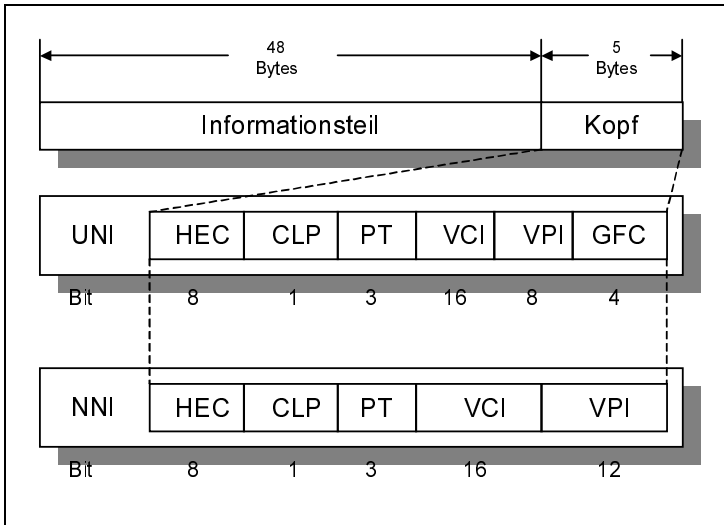 48
Bytes
5
Bytes
Informationsteil Kopf
UNI HEC CLP PT VCI VPI GFC
Bit 8 1 3 16 8 4
NNI HEC CLP PT VCI VPI
Bit 8 1 3 16 12